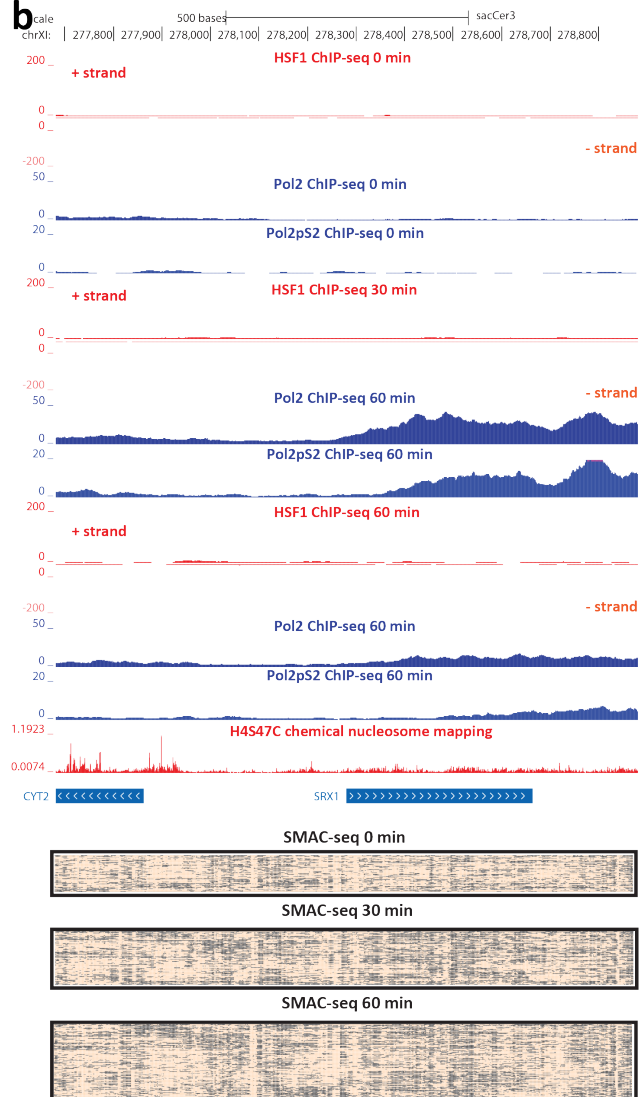 b
cale 500 bases sacCer3
chrXI: 277,800 277,900 278,000 278,100 278,200 278,300 278,400 278,500 278,600 278,700 278,800
200 HSF1 ChIP-seq 0 min
+ strand
0
0
- strand
-200
50 Pol2 ChIP-seq 0 min
0
20 Pol2pS2 ChIP-seq 0 min
0
200 HSF1 ChIP-seq 30 min
+ strand
0
0
-200 - strand
50 Pol2 ChIP-seq 60 min
0
20 Pol2pS2 ChIP-seq 60 min
0
200 HSF1 ChIP-seq 60 min
+ strand
0
0
-200 - strand
50 Pol2 ChIP-seq 60 min
0
20 Pol2pS2 ChIP-seq 60 min
0
1.1923 H4S47C chemical nucleosome mapping
0.0074
CYT2 SRX1
SMAC-seq 0 min
SMAC-seq 30 min
SMAC-seq 60 min